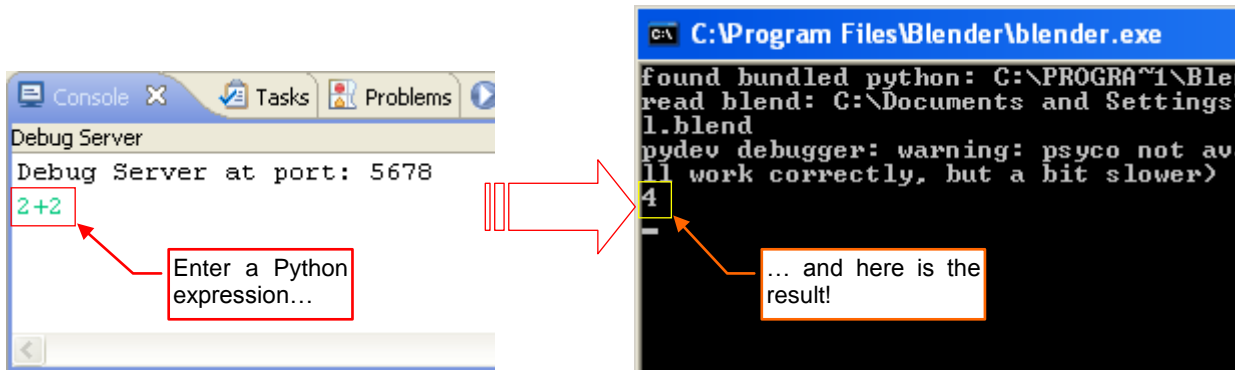 Console
Tasks
Problems
Debug Server
Debug Server at port: 5678
2+2
Enter a Python
expression…
C:\Program Files\Blender\blender.exe
found bundled python: C:\PROGRA~1\Ble
read blend: C:\Documents and Settings
l.blend
pydev debugger: warning: psyco not av
ll work correctly, but a bit slower)
4
… and here is the
result!